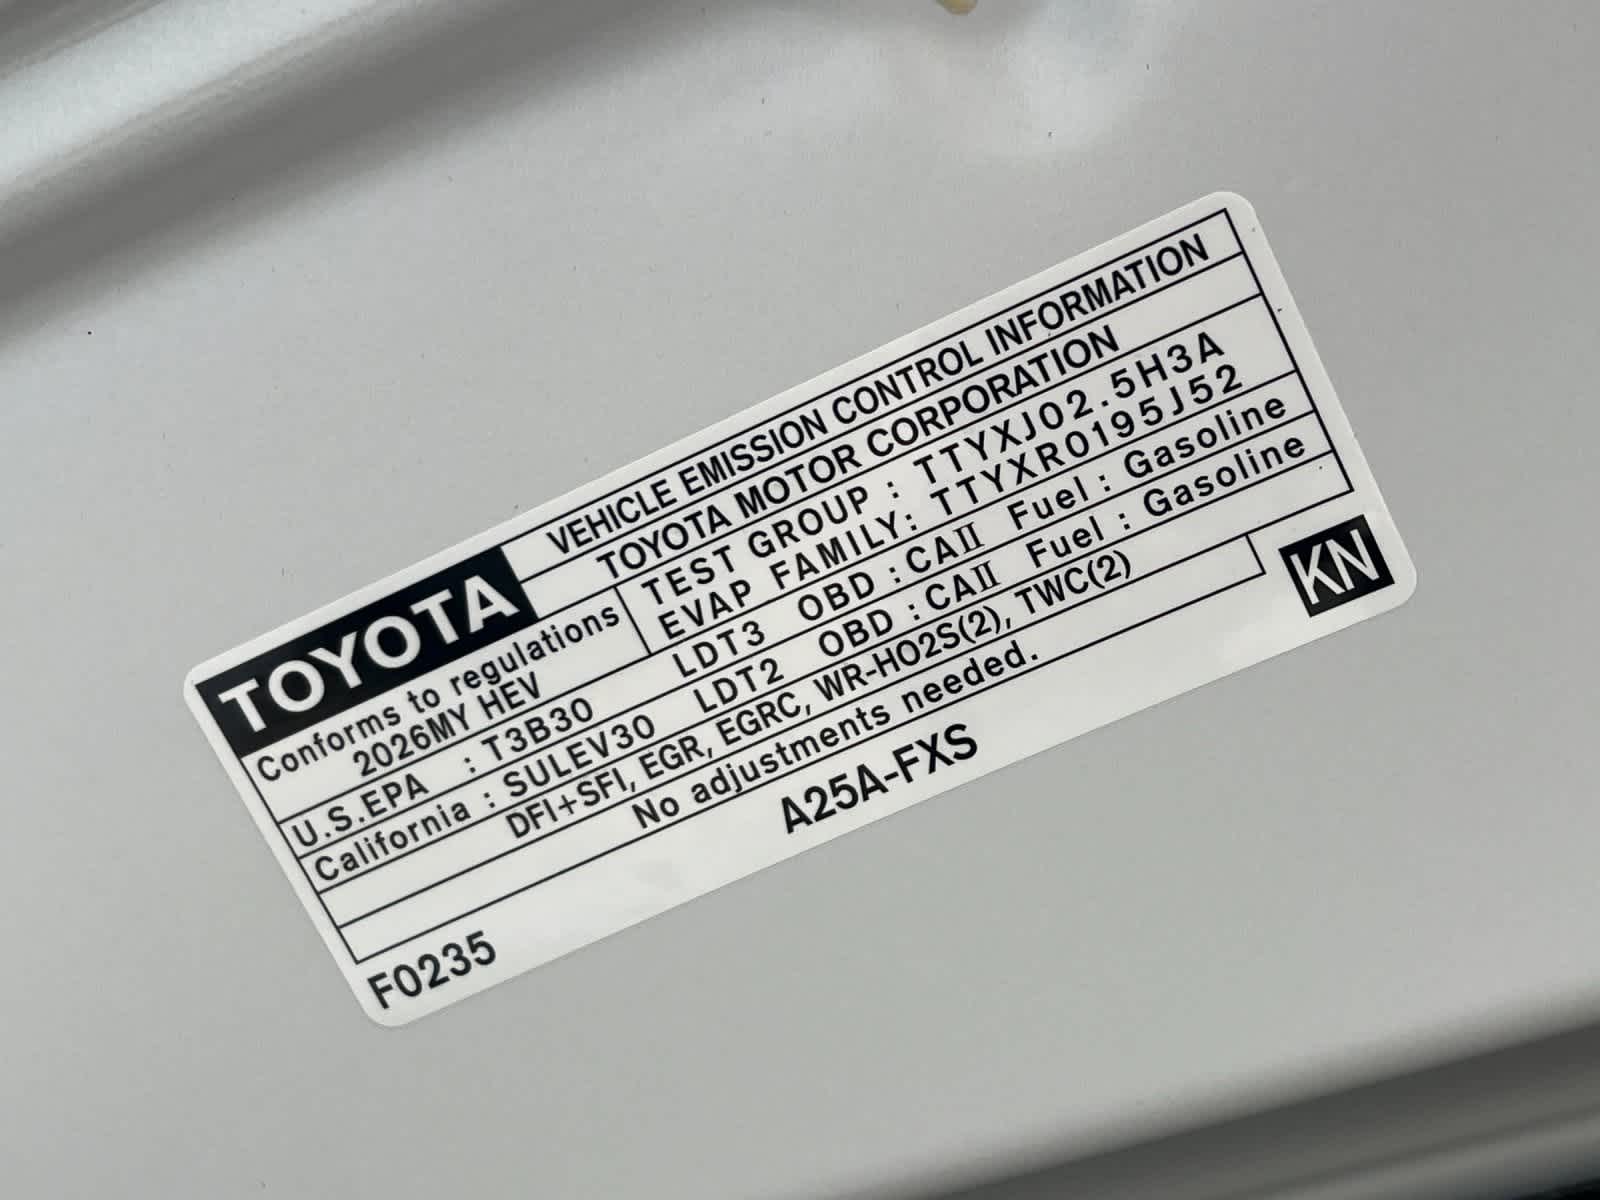 TOYOTA
VEHICLE EMISSION CONTROL INFORMATION
TOYOTA MOTOR CORPORATION
Conforms to regulations
2026MY HEV
TEST GROUP : TTYXJ02.5H3A
EVAP FAMILY: TTYXR0195J52
U.S.EPA : T3B30 LDT3 OBD : CAII Fuel : Gasoline
California : SULEV30 LDT2 OBD : CAII Fuel : Gasoline
DFI+SFI, EGR, EGRC, WR-HO2S(2), TWC(2)
No adjustments needed.
KN
A25A-FXS
F0235